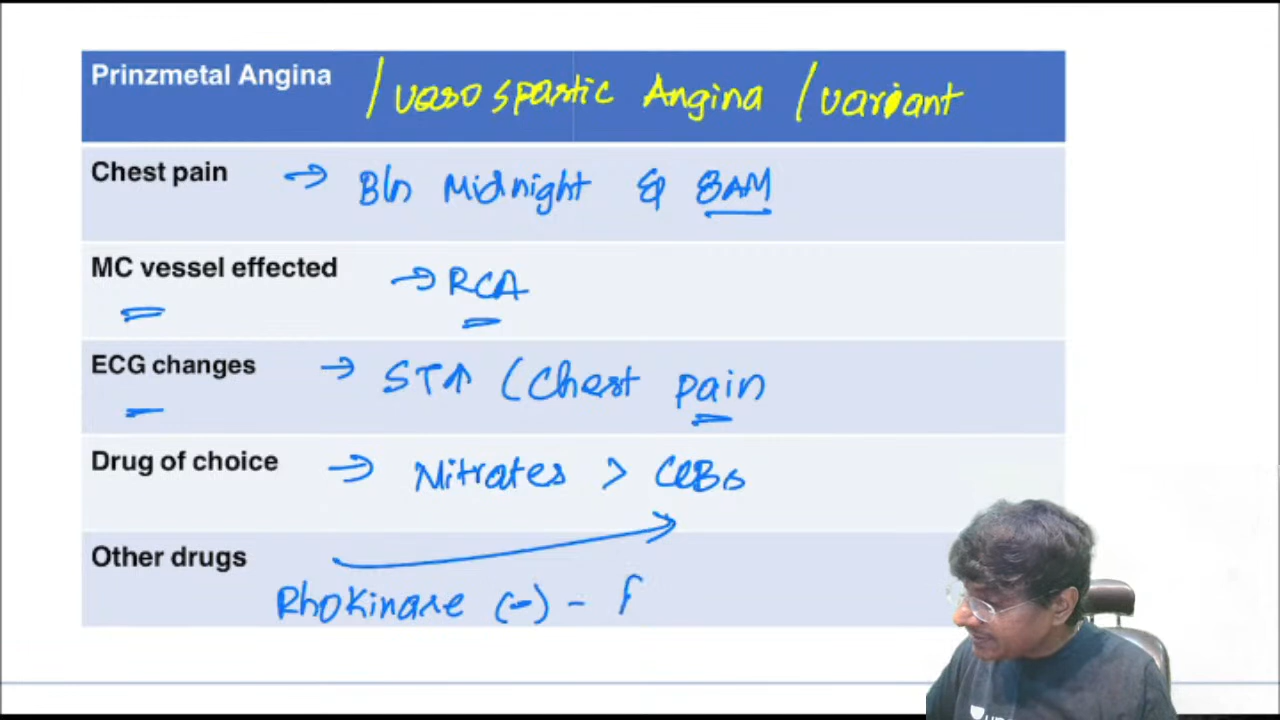 Prinzmetal Angina / vasospastic Angina / variant
Chest pain → B/n Midnight & 8AM
MC vessel effected → RCA
ECG changes → ST↑ (Chest pain
Drug of choice → Nitrates > CCBs
Other drugs
Rhokinase (-) - f